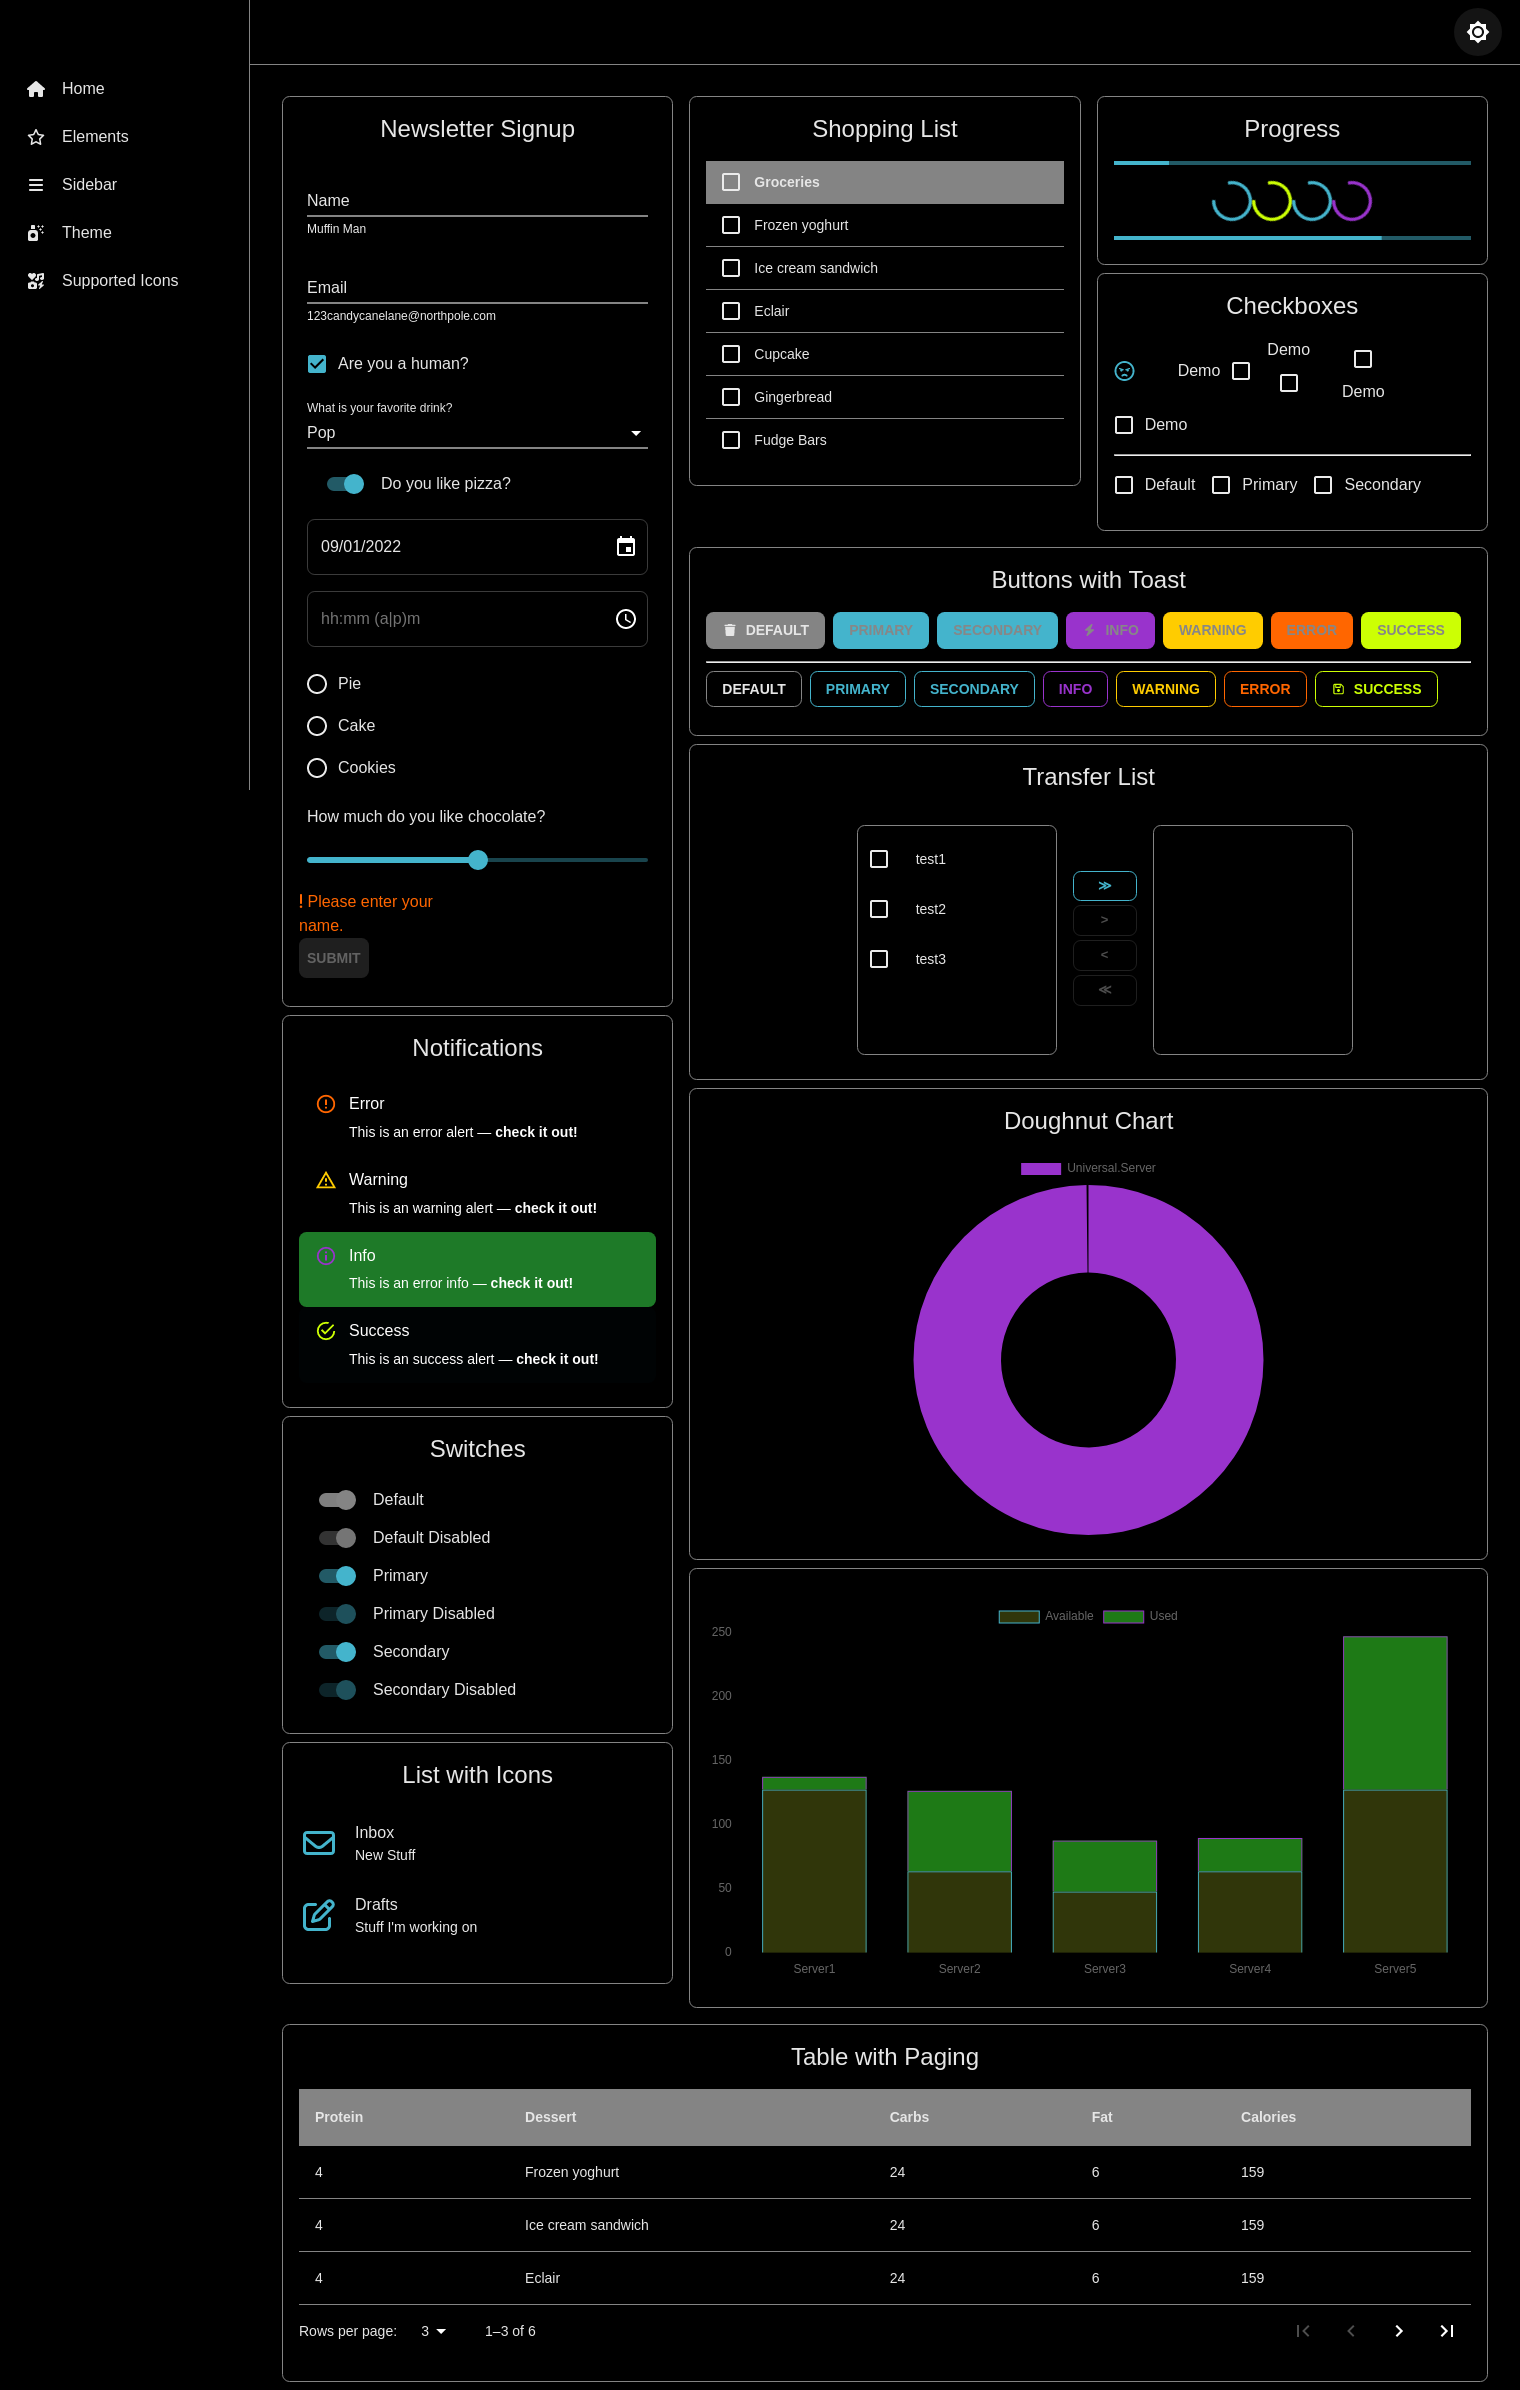 Home
Elements
Sidebar
Theme
Supported Icons
Newsletter Signup
Name
Muffin Man
Email
123candycanelane@northpole.com
Are you a human?
What is your favorite drink?
Pop
Do you like pizza?
09/01/2022
hh:mm (a|p)m
Pie
Cake
Cookies
How much do you like chocolate?
! Please enter your
name.
SUBMIT
Notifications
Error
This is an error alert — check it out!
Warning
This is an warning alert — check it out!
Info
This is an error info — check it out!
Success
This is an success alert — check it out!
Switches
Default
Default Disabled
Primary
Primary Disabled
Secondary
Secondary Disabled
List with Icons
Inbox
New Stuff
Drafts
Stuff I'm working on
Shopping List
Groceries
Frozen yoghurt
Ice cream sandwich
Eclair
Cupcake
Gingerbread
Fudge Bars
Progress
Checkboxes
Demo
Demo
Demo
Demo
Default Primary Secondary
Buttons with Toast
DEFAULT PRIMARY SECONDARY INFO WARNING ERROR SUCCESS
DEFAULT PRIMARY SECONDARY INFO WARNING ERROR SUCCESS
Transfer List
test1
test2
test3
≫
>
<
≪
Doughnut Chart
Universal.Server
Available Used
250
200
150
100
50
0
Server1 Server2 Server3 Server4 Server5
Table with Paging
Protein Dessert Carbs Fat Calories
4 Frozen yoghurt 24 6 159
4 Ice cream sandwich 24 6 159
4 Eclair 24 6 159
Rows per page: 3 1–3 of 6